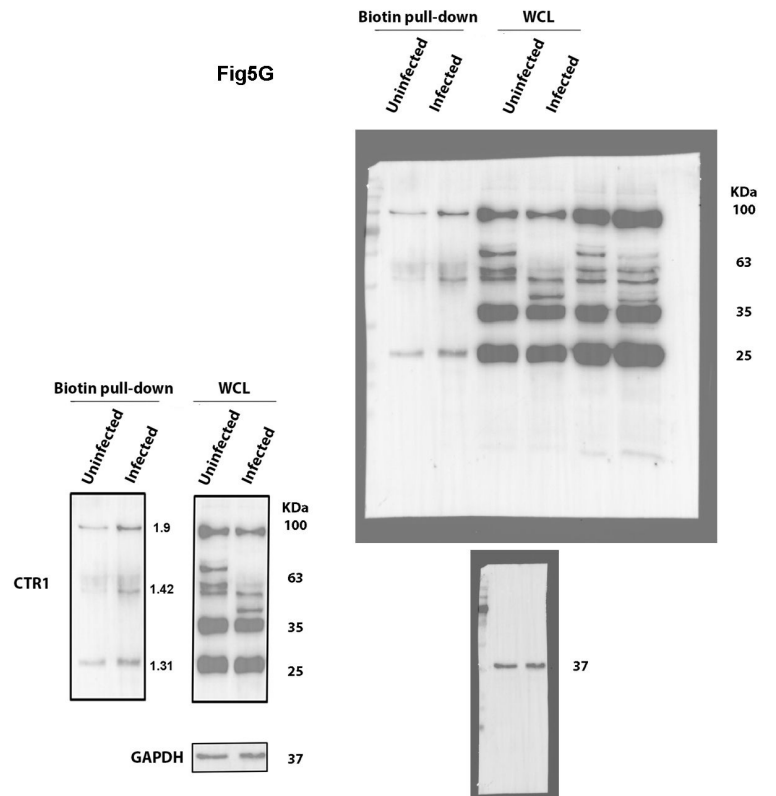 Fig5G
Biotin pull-down WCL
Uninfected Infected Uninfected Infected
KDa
100
63
35
25
Biotin pull-down WCL
Uninfected Infected Uninfected Infected
KDa
1.9 100
CTR1 1.42 63
35
1.31 25
GAPDH 37
37